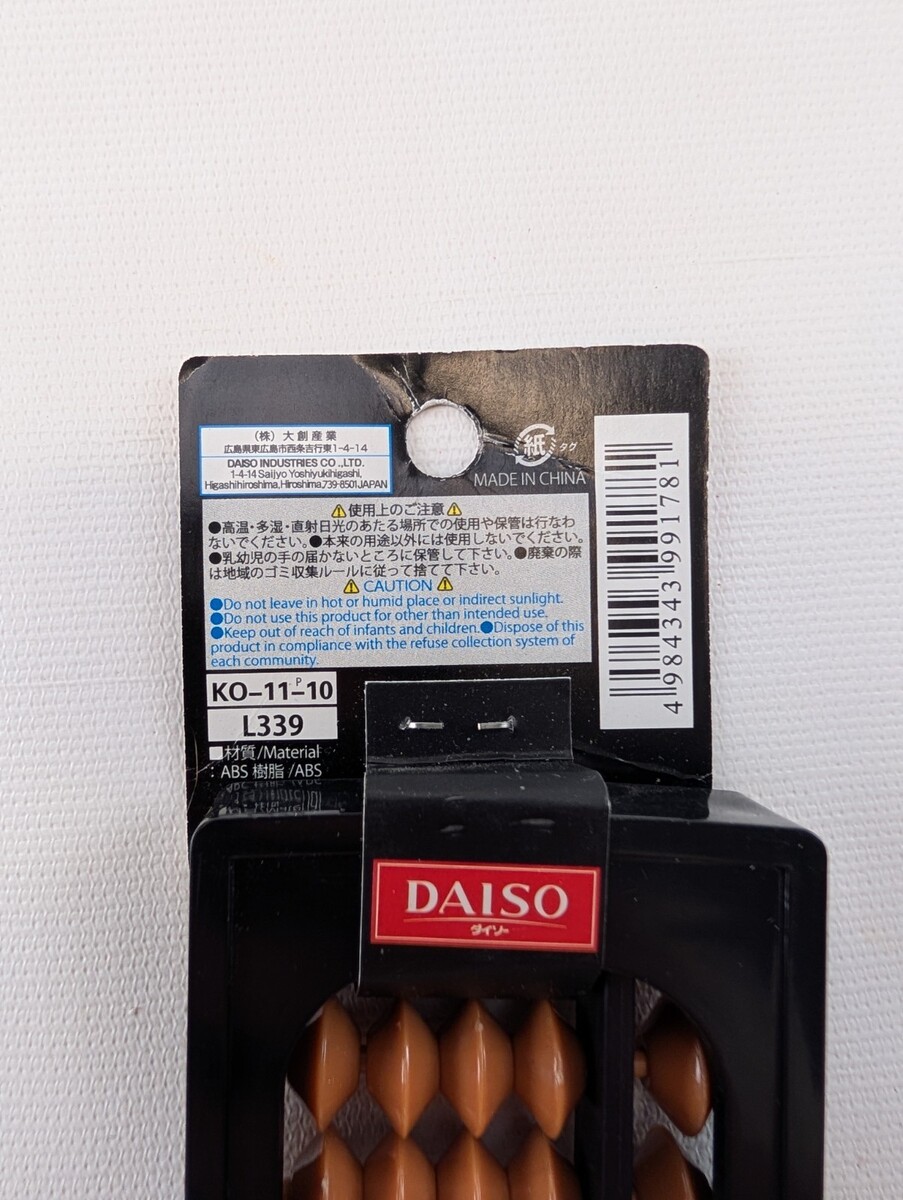 （株）大創産業
広島県東広島市西条吉行東1-4-14
DAISO INDUSTRIES CO .,LTD.
1-4-14 Saijyo Yoshiyukihigashi,
Higashihiroshima, Hiroshima,739-8501,JAPAN
紙 タグ
MADE IN CHINA
⚠使用上のご注意⚠
●高温・多湿・直射日光のあたる場所での使用や保管は行なわ
ないでください。●本来の用途以外には使用しないでください。
●乳幼児の手の届かないところに保管して下さい。●廃棄の際
は地域のゴミ収集ルールに従って捨てて下さい。
⚠ CAUTION ⚠
●Do not leave in hot or humid place or indirect sunlight.
●Do not use this product for other than intended use.
●Keep out of reach of infants and children.●Dispose of this
product in compliance with the refuse collection system of
each community.
KO-11-P-10
L339
■材質/Material
：ABS 樹脂 /ABS
4 984343 991781
DAISO
ダイソー